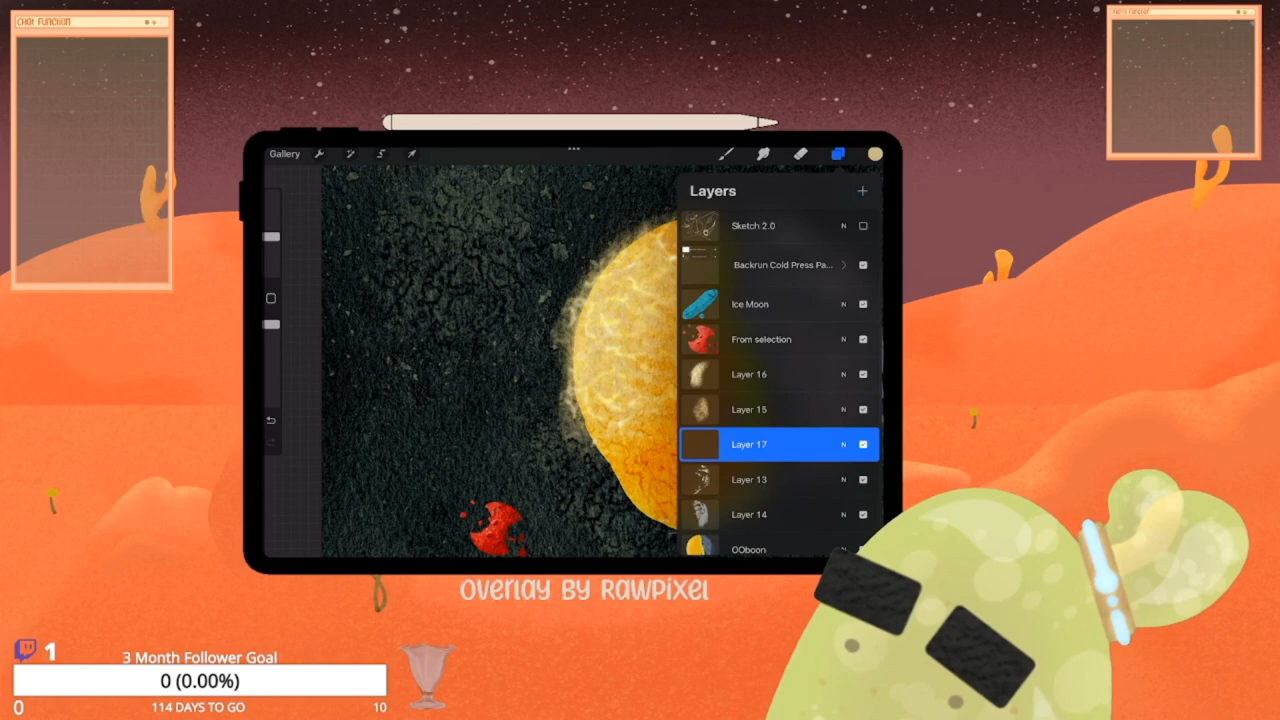 Chat Function
Gallery
Layers
Sketch 2.0 N
Backrun Cold Press Pa...
Ice Moon N
From selection N
Layer 16 N
Layer 15 N
Layer 17 N
Layer 13 N
Layer 14 N
OOboon N
Overlay by Rawpixel
1
3 Month Follower Goal
0 (0.00%)
0 114 DAYS TO GO 10